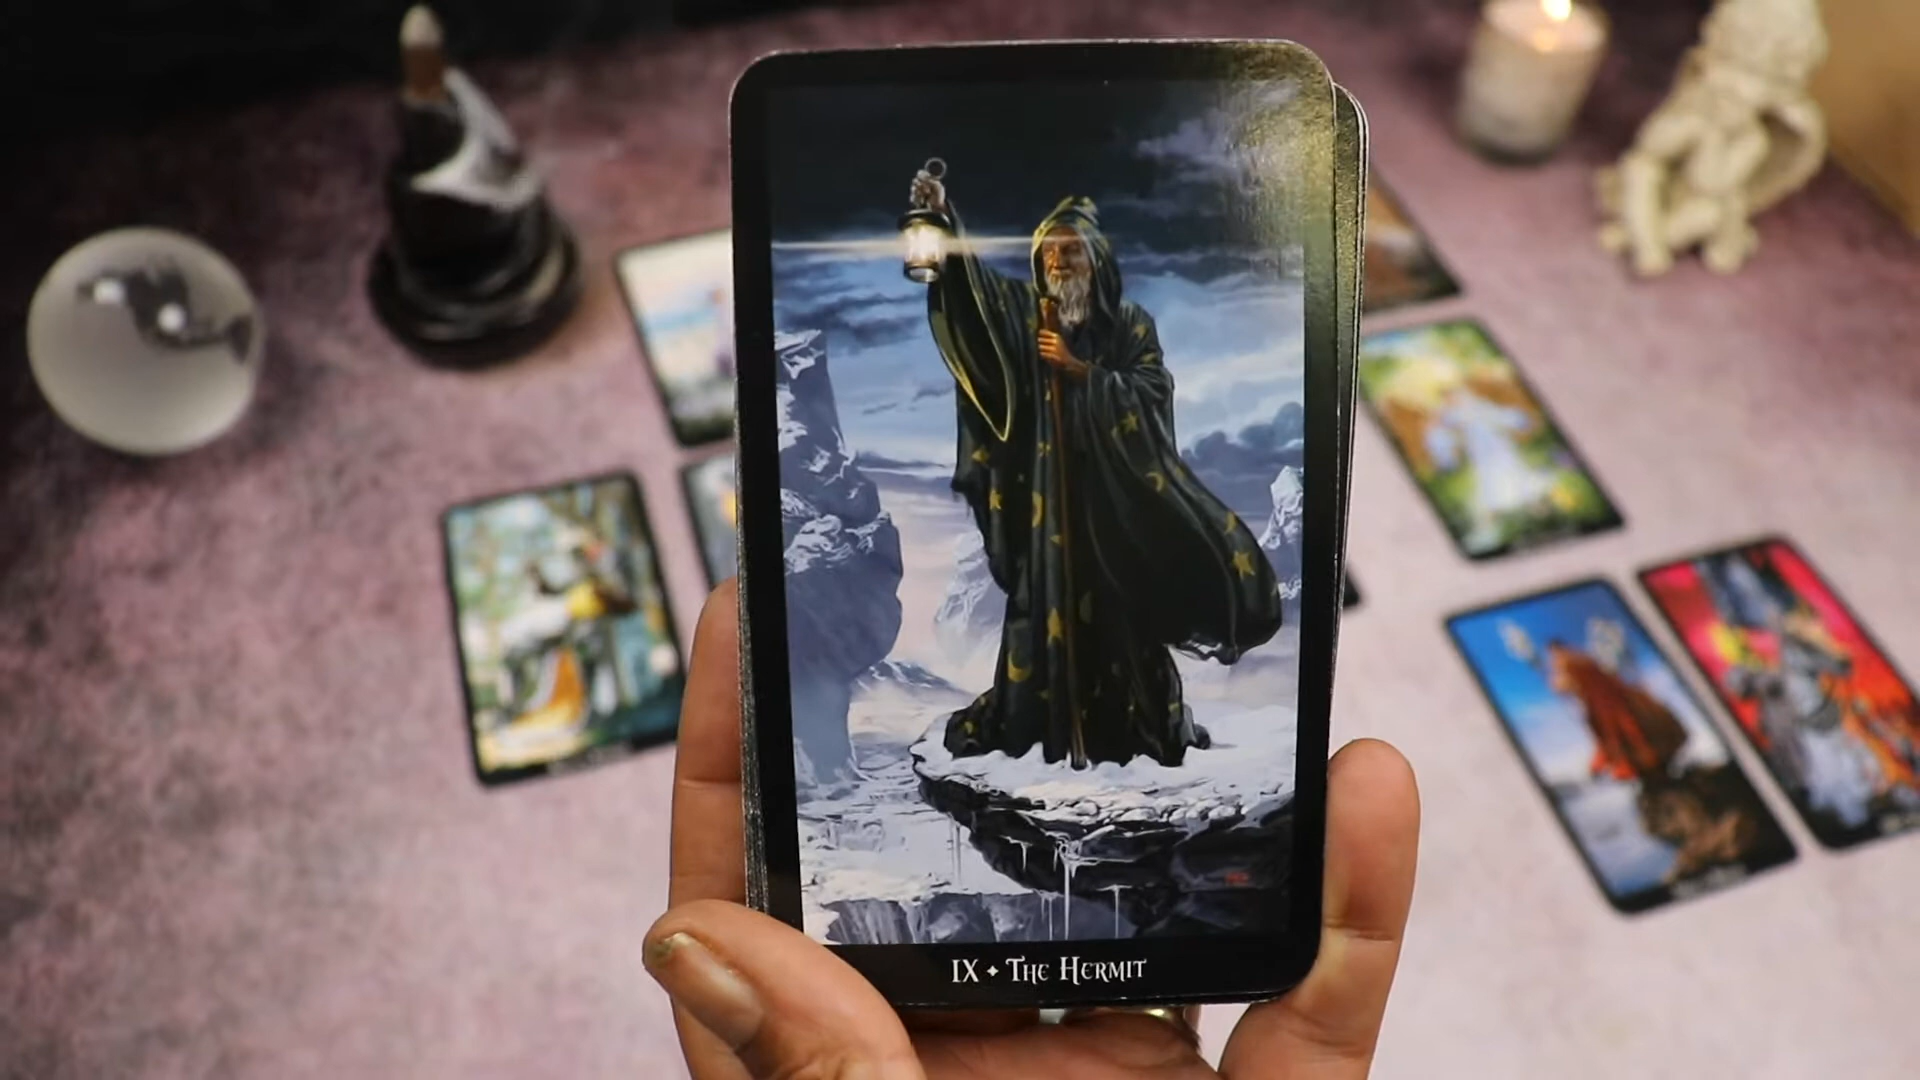 IX ✦ The Hermit